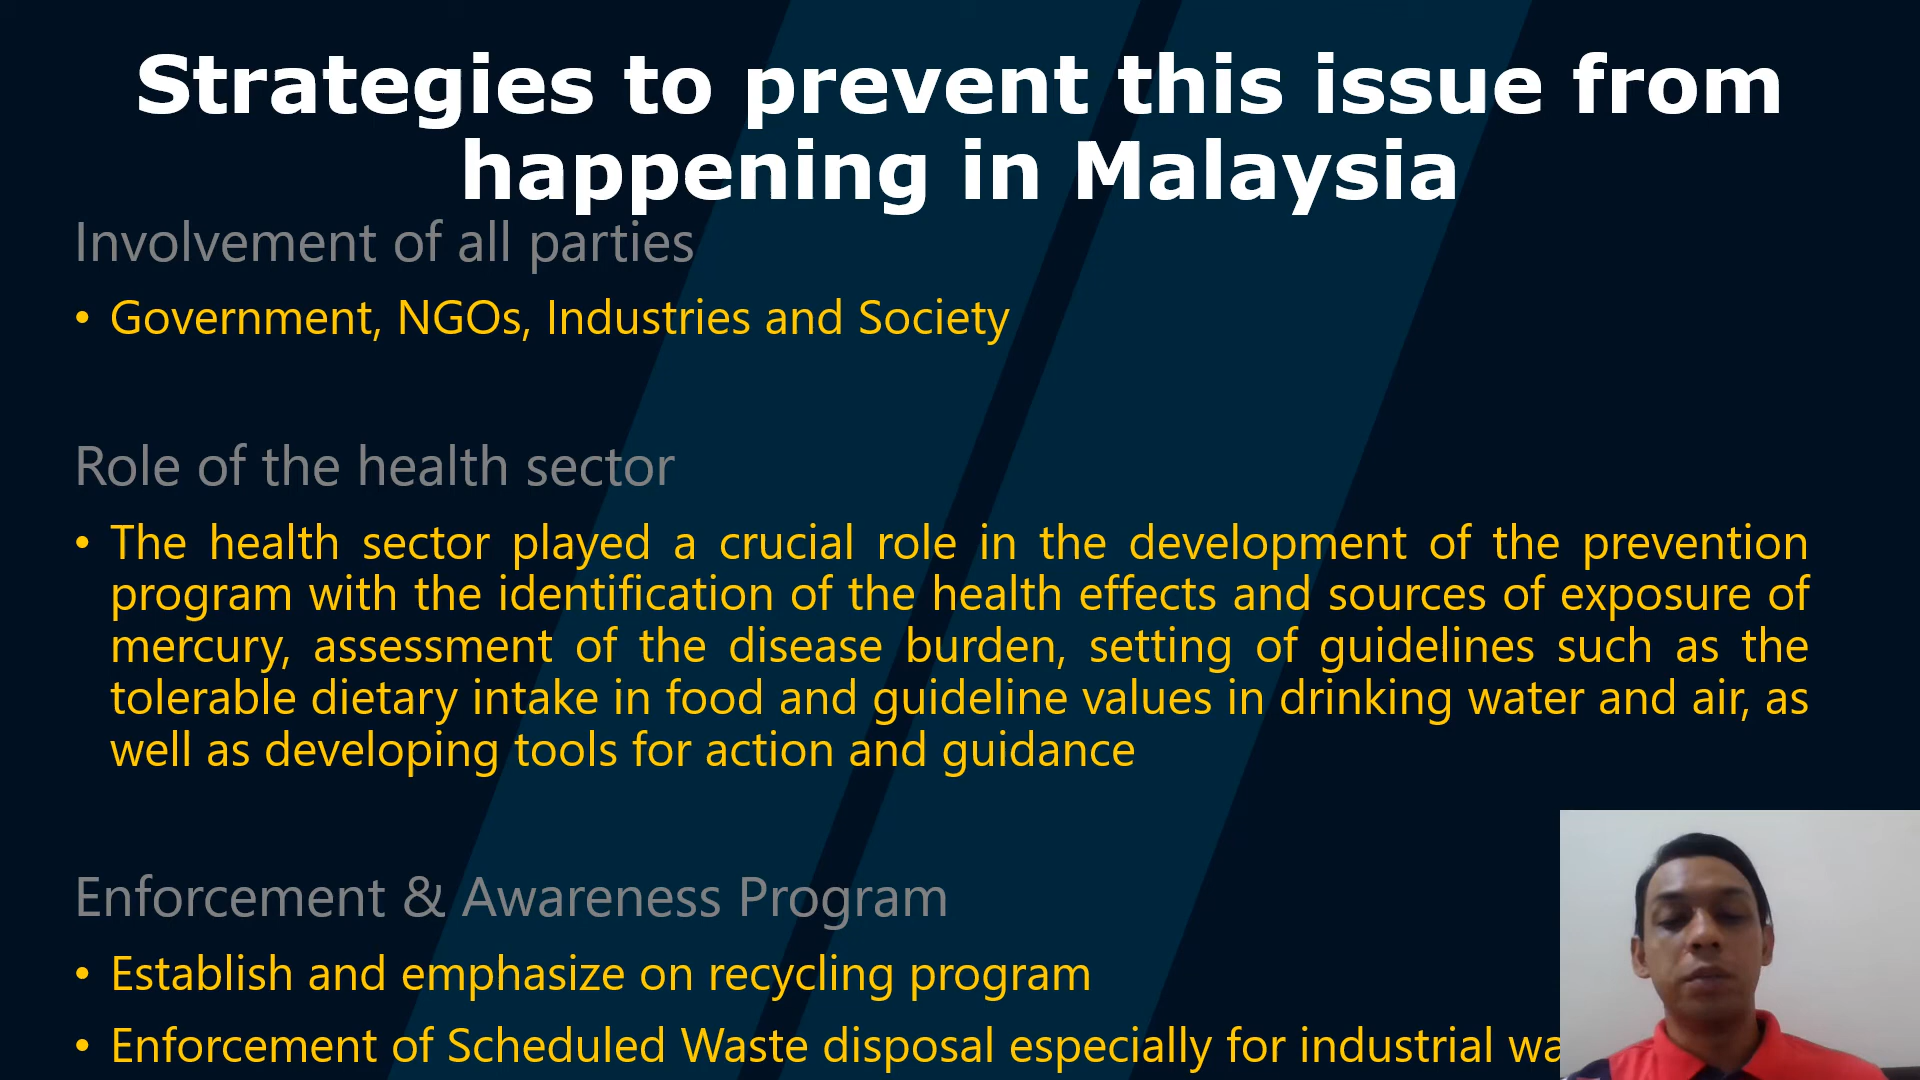 Strategies to prevent this issue from
happening in Malaysia
Involvement of all parties
• Government, NGOs, Industries and Society
Role of the health sector
• The health sector played a crucial role in the development of the prevention
program with the identification of the health effects and sources of exposure of
mercury, assessment of the disease burden, setting of guidelines such as the
tolerable dietary intake in food and guideline values in drinking water and air, as
well as developing tools for action and guidance
Enforcement & Awareness Program
• Establish and emphasize on recycling program
• Enforcement of Scheduled Waste disposal especially for industrial